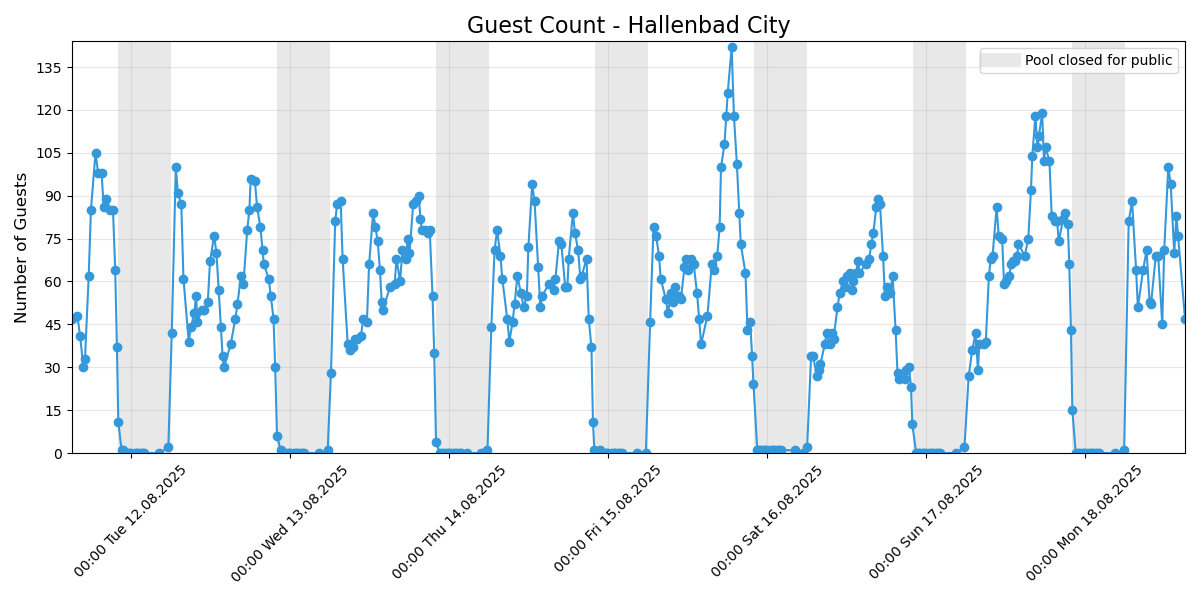 Guest Count - Hallenbad City
Pool closed for public
Number of Guests
135
120
105
90
75
60
45
30
15
0
00:00 Tue 12.08.2025
00:00 Wed 13.08.2025
00:00 Thu 14.08.2025
00:00 Fri 15.08.2025
00:00 Sat 16.08.2025
00:00 Sun 17.08.2025
00:00 Mon 18.08.2025